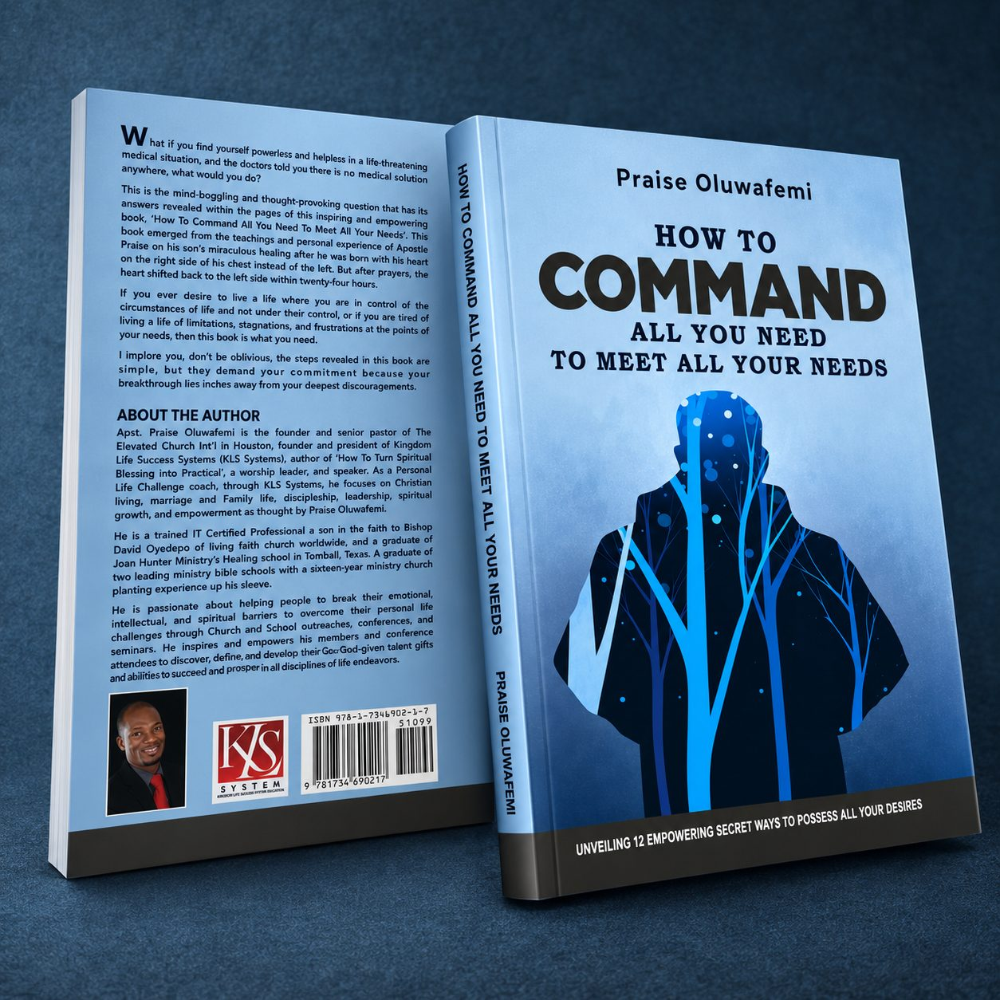 What if you find yourself powerless and helpless in a life-threatening
medical situation, and the doctors told you there is no medical solution
anywhere, what would you do?
This is the mind-boggling and thought-provoking question that has its
answers revealed within the pages of this inspiring and empowering
book, ‘How To Command All You Need To Meet All Your Needs’. This
book emerged from the teachings and personal experience of Apostle
Praise on his son’s miraculous healing after he was born with his heart
on the right side of his chest instead of the left. But after prayers, the
heart shifted back to the left side within twenty-four hours.
If you ever desire to live a life where you are in control of the
circumstances of life and not under their control, or if you are tired of
living a life of limitations, stagnations, and frustrations at the points of
your needs, then this book is what you need.
I implore you, don’t be oblivious, the steps revealed in this book are
simple, but they demand your commitment because your
breakthrough lies inches away from your deepest discouragements.
ABOUT THE AUTHOR
Apst. Praise Oluwafemi is the founder and senior pastor of The
Elevated Church Int’l in Houston, founder and president of Kingdom
Life Success Systems (KLS Systems), author of ‘How To Turn Spiritual
Blessing into Practical’, a worship leader, and speaker. As a Personal
Life Challenge coach, through KLS Systems, he focuses on Christian
living, marriage and Family life, discipleship, leadership, spiritual
growth, and empowerment as thought by Praise Oluwafemi.
He is a trained IT Certified Professional a son in the faith to Bishop
David Oyedepo of living faith church worldwide, and a graduate of
Joan Hunter Ministry’s Healing school in Tomball, Texas. A graduate of
two leading ministry bible schools with a sixteen-year ministry church
planting experience up his sleeve.
He is passionate about helping people to break their emotional,
intellectual, and spiritual barriers to overcome their personal life
challenges through Church and School outreaches, conferences, and
seminars. He inspires and empowers his members and conference
attendees to discover, define, and develop their God-given talent gifts
and abilities to succeed and prosper in all disciplines of life endeavors.
KLS
SYSTEM
ISBN 978-1-7346902-1-7
51099
9 781734 690217
HOW TO COMMAND ALL YOU NEED TO MEET ALL YOUR NEEDS
PRAISE OLUWAFEMI
Praise Oluwafemi
HOW TO
COMMAND
ALL YOU NEED
TO MEET ALL YOUR NEEDS
UNVEILING 12 EMPOWERING SECRET WAYS TO POSSESS ALL YOUR DESIRES